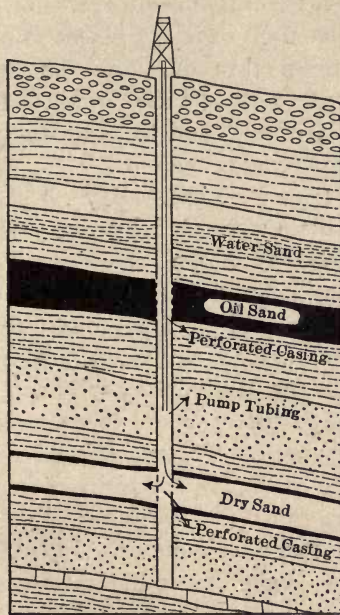 Water Sand
Oil Sand
Perforated Casing
Pump Tubing
Dry Sand
Perforated Casing